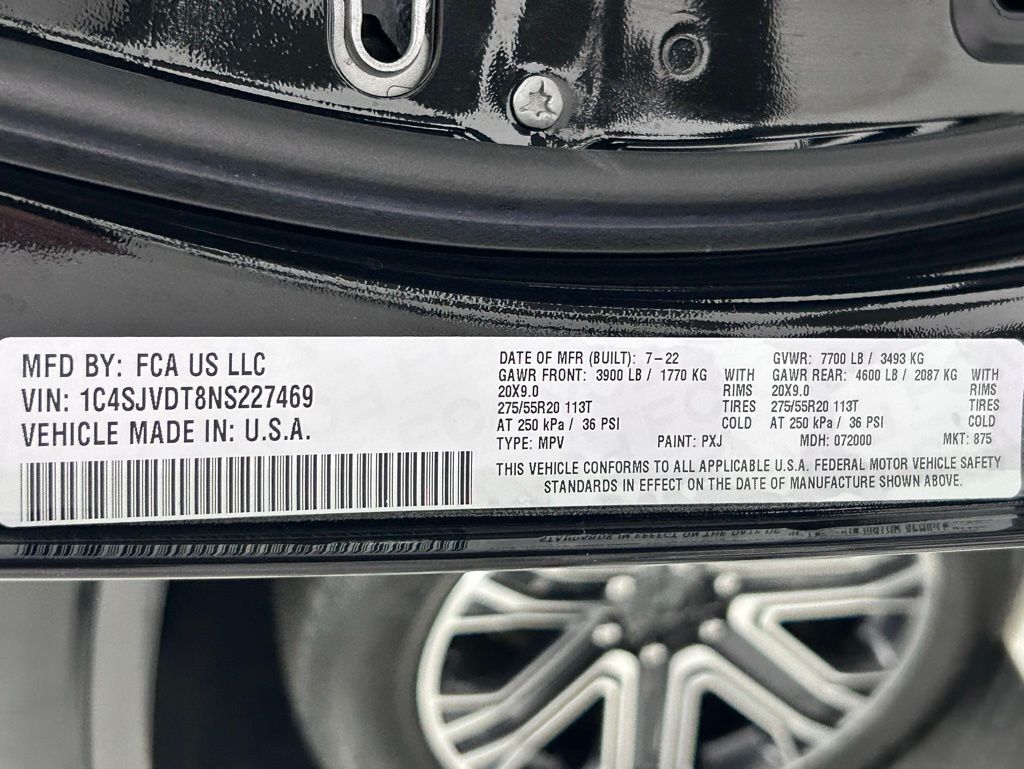 MFD BY: FCA US LLC
VIN: 1C4SJVDT8NS227469
VEHICLE MADE IN: U.S.A.
DATE OF MFR (BUILT): 7-22 GVWR: 7700 LB / 3493 KG
GAWR FRONT: 3900 LB / 1770 KG WITH GAWR REAR: 4600 LB / 2087 KG WITH
20X9.0 RIMS 20X9.0 RIMS
275/55R20 113T TIRES 275/55R20 113T TIRES
AT 250 kPa / 36 PSI COLD AT 250 kPa / 36 PSI COLD
TYPE: MPV PAINT: PXJ MDH: 072000 MKT: 875
THIS VEHICLE CONFORMS TO ALL APPLICABLE U.S.A. FEDERAL MOTOR VEHICLE SAFETY
STANDARDS IN EFFECT ON THE DATE OF MANUFACTURE SHOWN ABOVE.